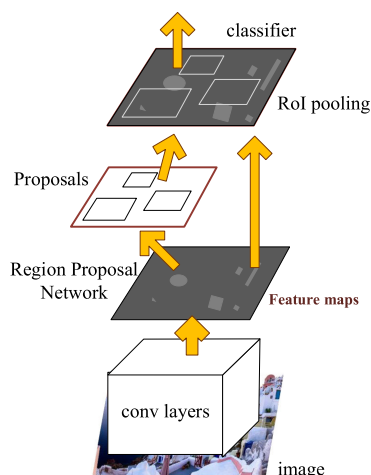 classifier
RoI pooling
Proposals
Region Proposal
Network
Feature maps
conv layers
image